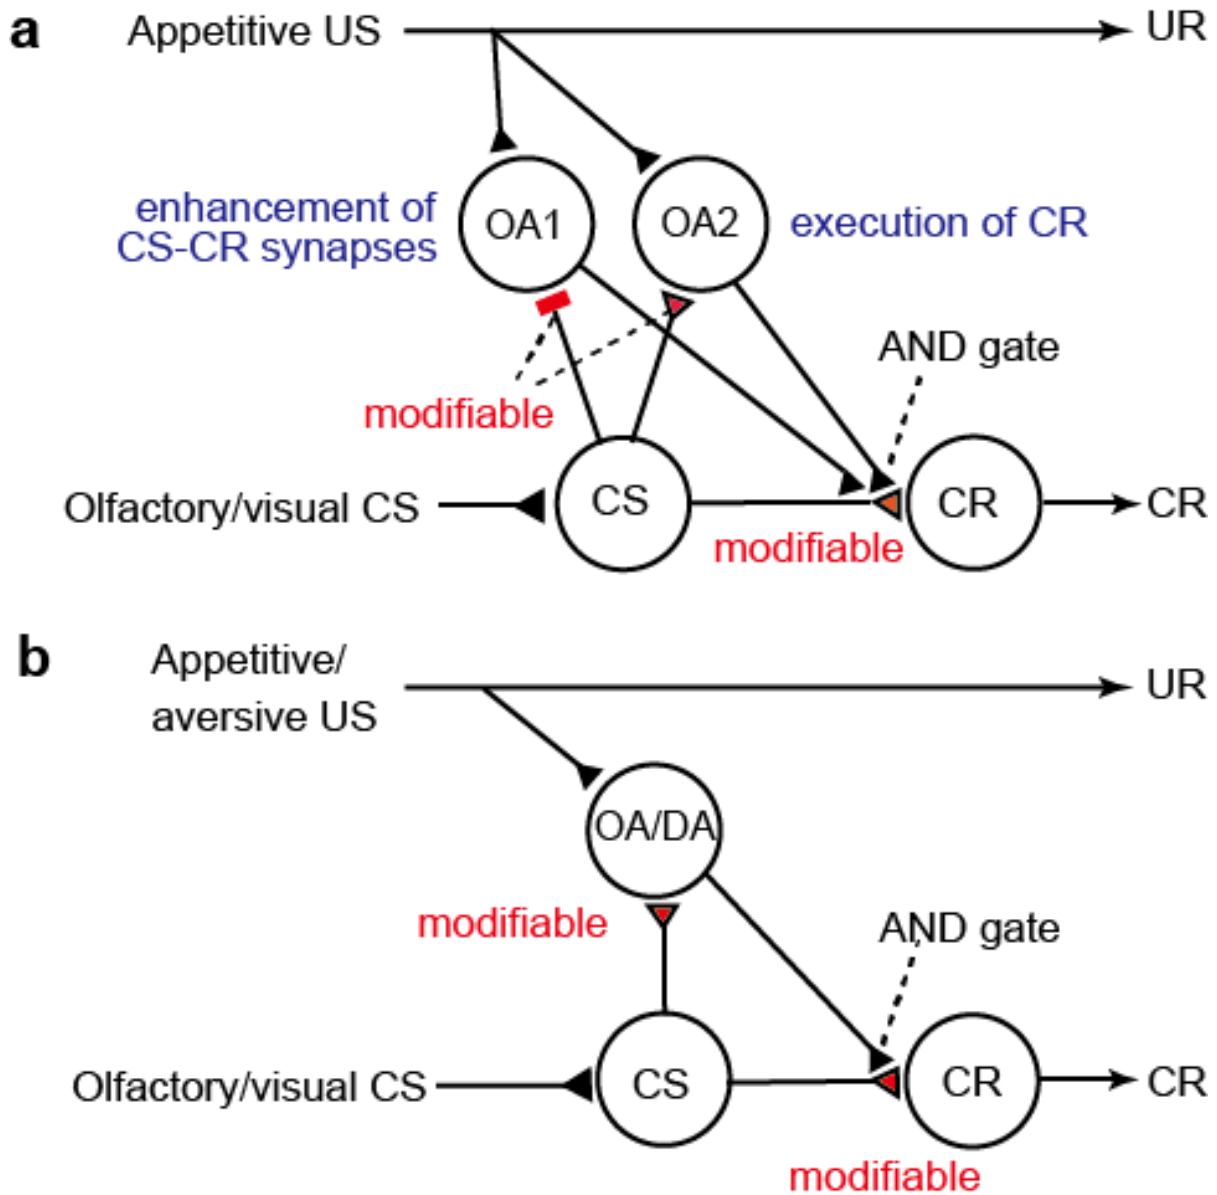 a
Appetitive US
UR
enhancement of
CS-CR synapses
OA1
OA2
execution of CR
AND gate
modifiable
Olfactory/visual CS
CS
CR
CR
modifiable
b
Appetitive/
aversive US
UR
OA/DA
modifiable
AND gate
Olfactory/visual CS
CS
CR
CR
modifiable